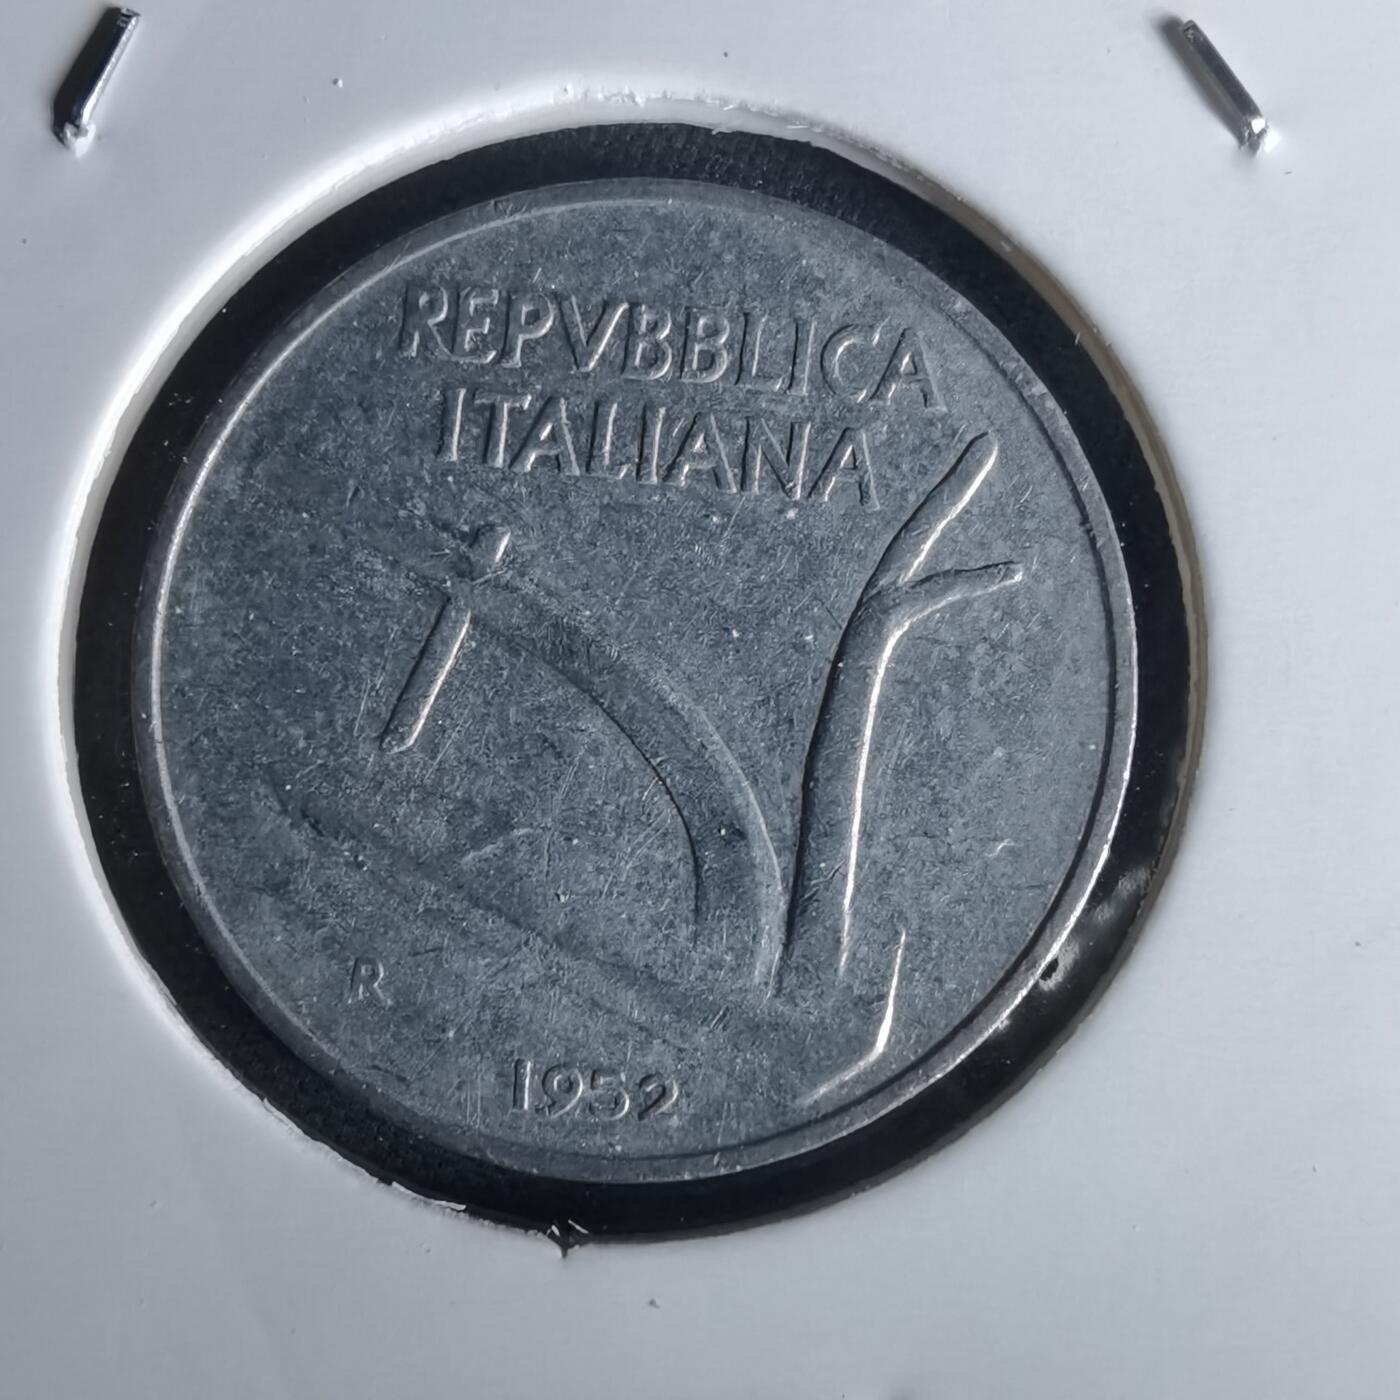 REPVBBLICA
ITALIANA
R
1952